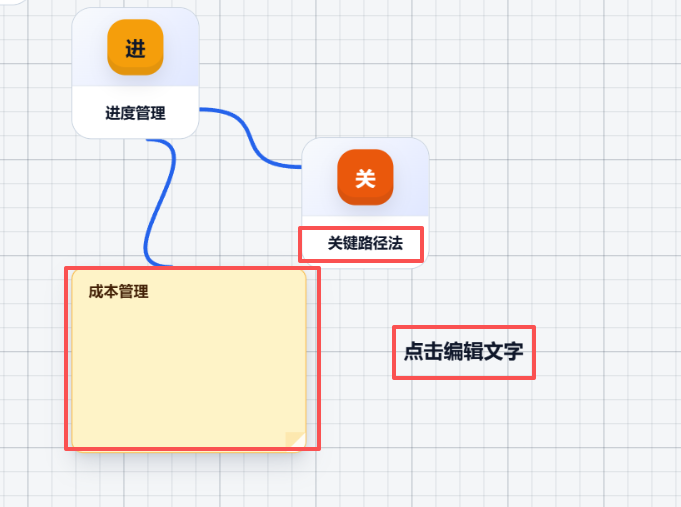 进
进度管理
关
关键路径法
成本管理
点击编辑文字